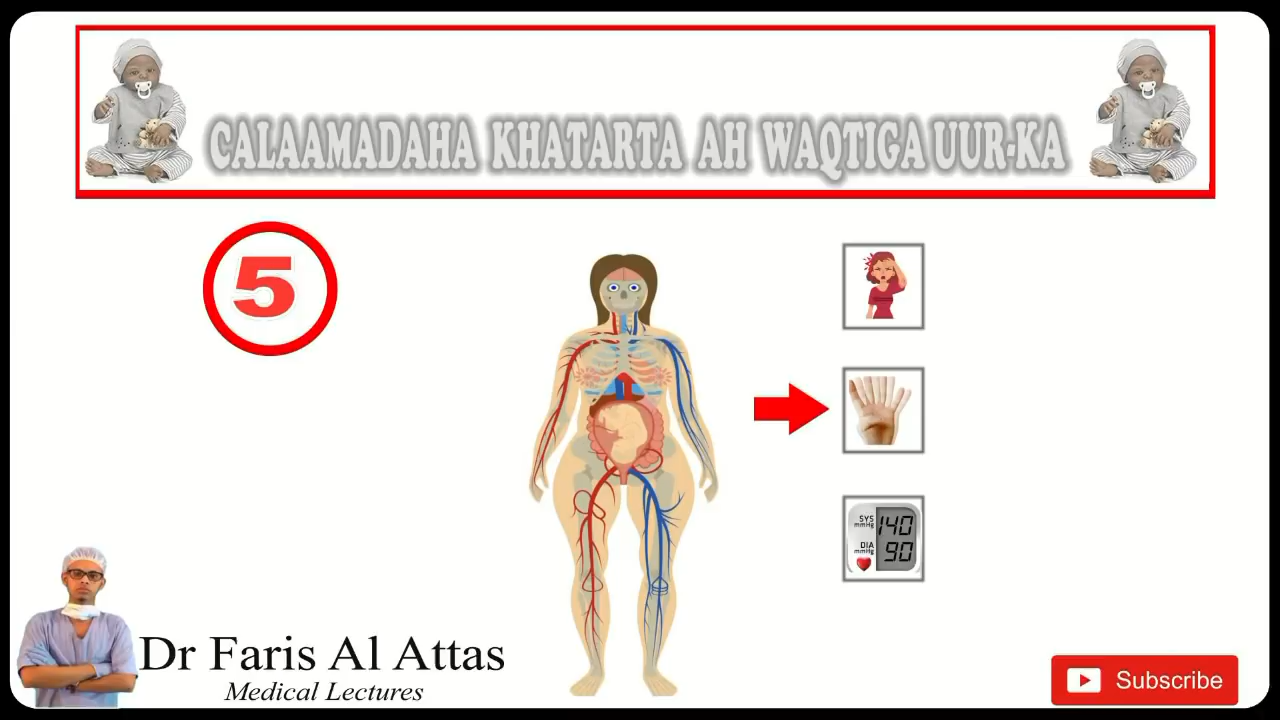 CALAAMADAHA KHATARTA AH WAQTIGA UUR-KA
5
SYS
mmHg
140
DIA
mmHg
90
Dr Faris Al Attas
Medical Lectures
Subscribe